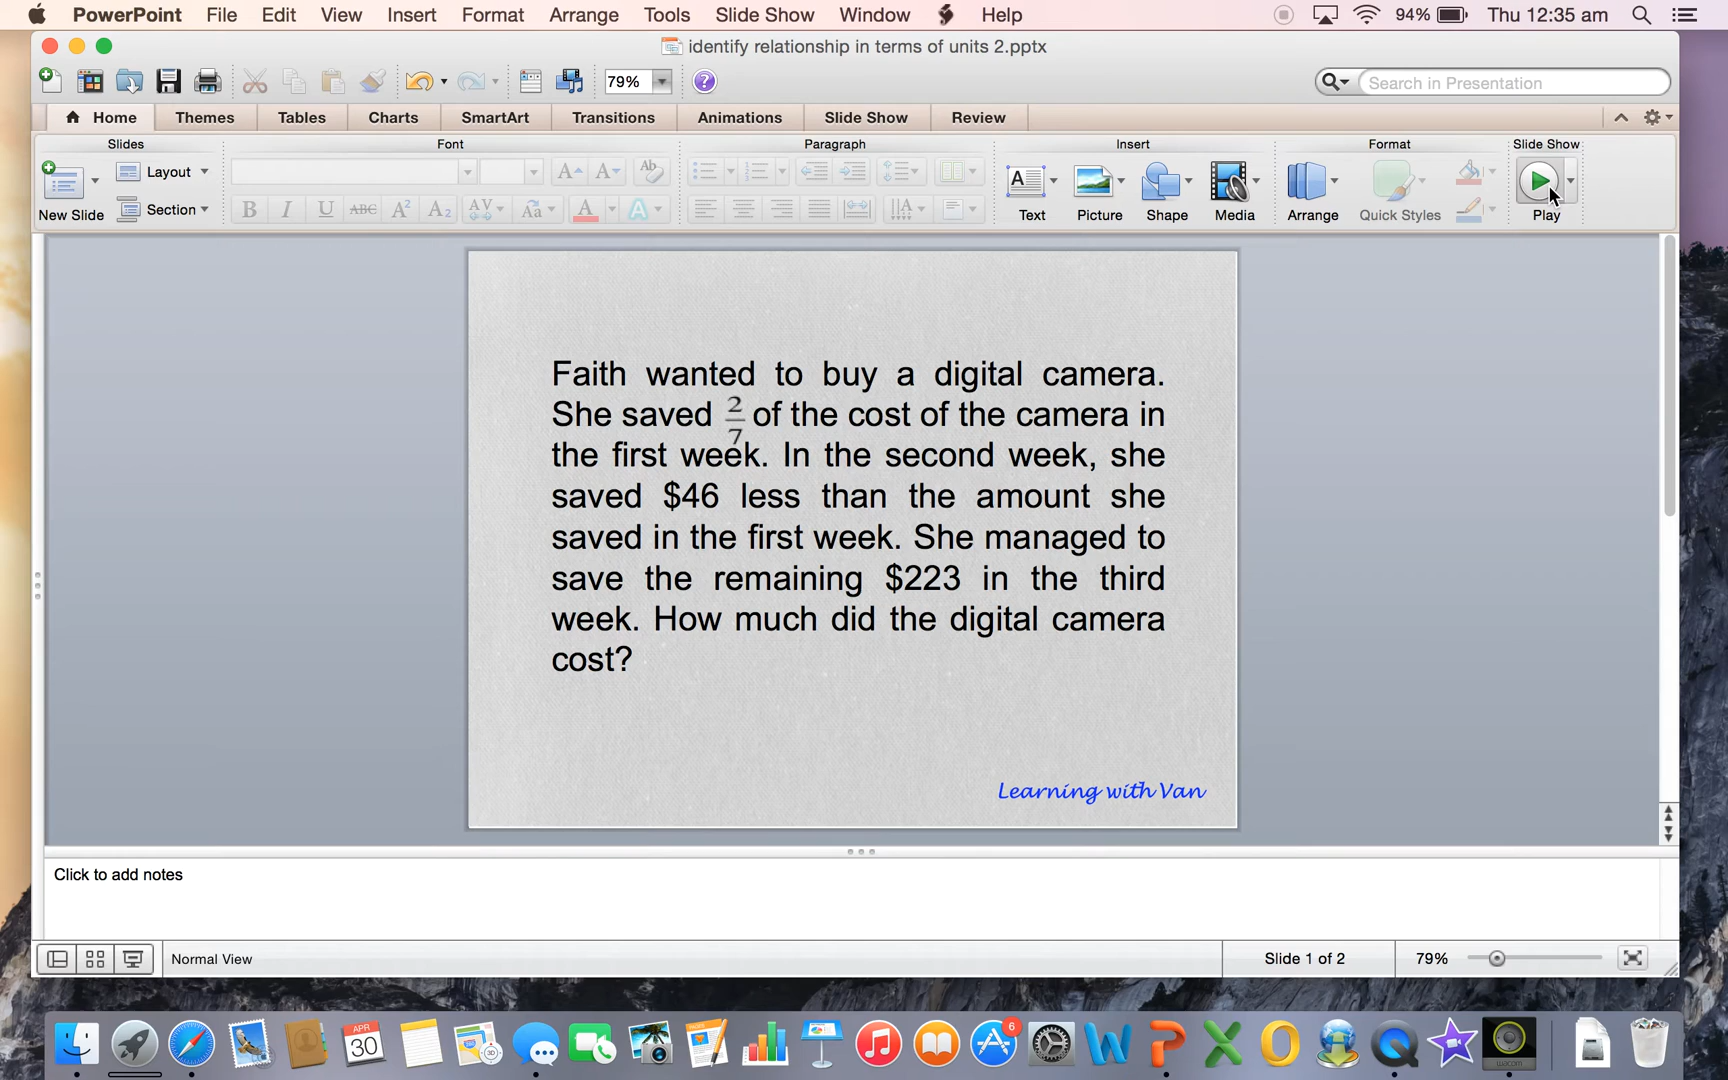 PowerPoint File Edit View Insert Format Arrange Tools Slide Show Window Help 94% Thu 12:35 am
identify relationship in terms of units 2.pptx
79% ? Search in Presentation
Home Themes Tables Charts SmartArt Transitions Animations Slide Show Review
Slides Font Paragraph Insert Format Slide Show
Layout
New Slide Section
Text Picture Shape Media Arrange Quick Styles Play
Faith wanted to buy a digital camera.
She saved 2/7 of the cost of the camera in
the first week. In the second week, she
saved $46 less than the amount she
saved in the first week. She managed to
save the remaining $223 in the third
week. How much did the digital camera
cost?
Learning with Van
Click to add notes
Normal View Slide 1 of 2 79%
APR
30
3D
6
wacom